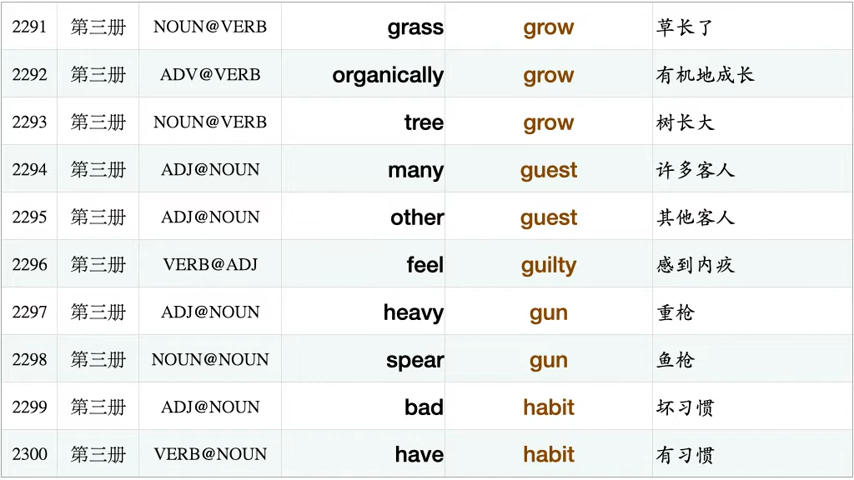 2291 第三册 NOUN@VERB grass grow 草长了
2292 第三册 ADV@VERB organically grow 有机地成长
2293 第三册 NOUN@VERB tree grow 树长大
2294 第三册 ADJ@NOUN many guest 许多客人
2295 第三册 ADJ@NOUN other guest 其他客人
2296 第三册 VERB@ADJ feel guilty 感到内疚
2297 第三册 ADJ@NOUN heavy gun 重枪
2298 第三册 NOUN@NOUN spear gun 鱼枪
2299 第三册 ADJ@NOUN bad habit 坏习惯
2300 第三册 VERB@NOUN have habit 有习惯